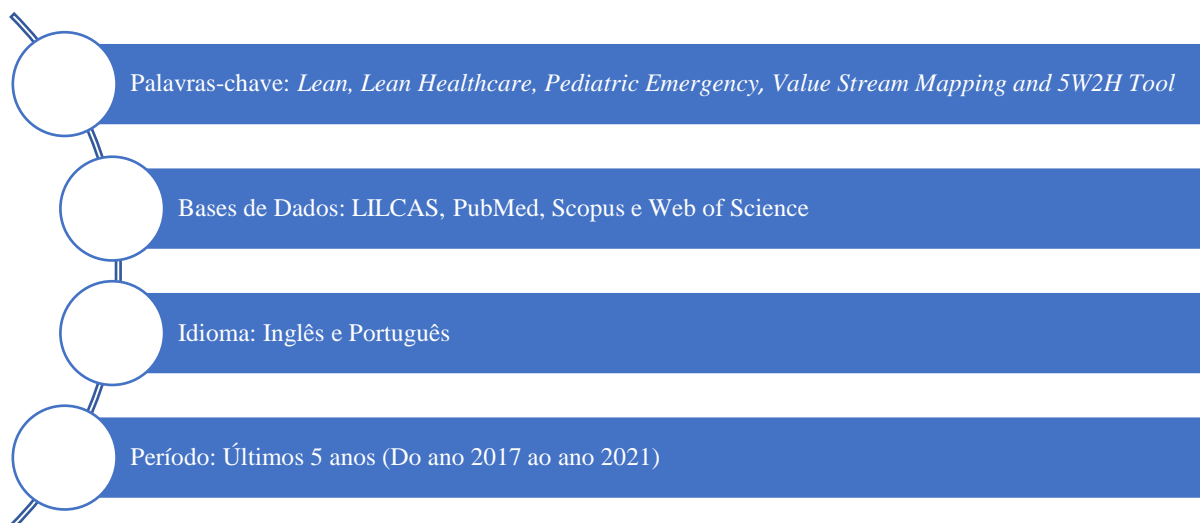 Palavras-chave: Lean, Lean Healthcare, Pediatric Emergency, Value Stream Mapping and 5W2H Tool
Bases de Dados: LILCAS, PubMed, Scopus e Web of Science
Idioma: Inglês e Português
Período: Últimos 5 anos (Do ano 2017 ao ano 2021)